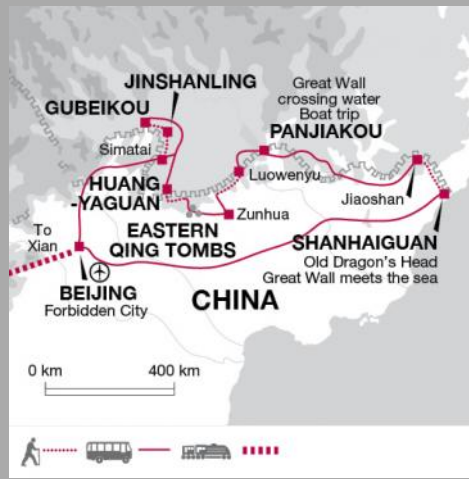 JINSHANLING
GUBEIKOU
Great Wall
crossing water
Boat trip
PANJIAKOU
Simatai
Luowenyu
HUANG
-YAGUAN
Jiaoshan
Zunhua
EASTERN
QING TOMBS
To
Xian
SHANHAIGUAN
Old Dragon's Head
Great Wall meets the sea
BEIJING
Forbidden City
CHINA
0 km 400 km